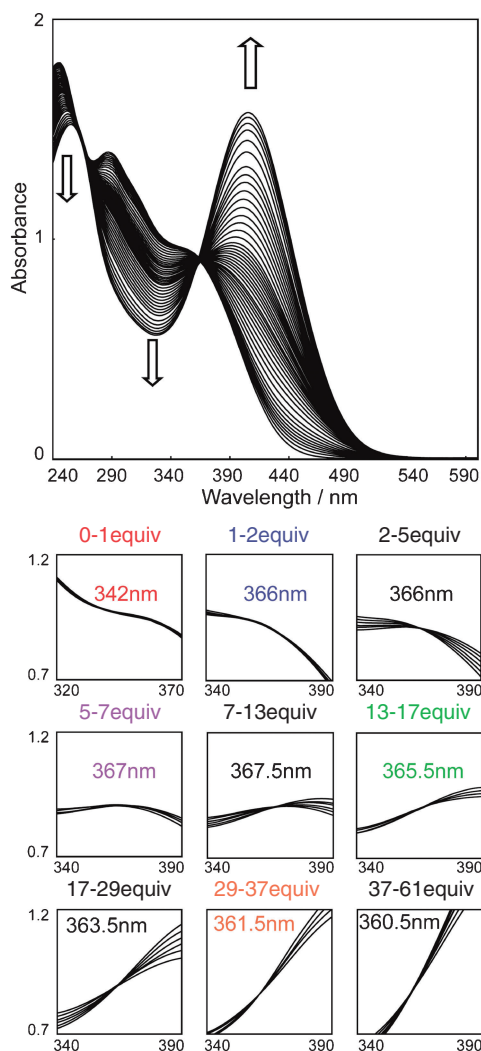 2
1
0
Absorbance
240 290 340 390 440 490 540 590
Wavelength / nm
0-1equiv 1-2equiv 2-5equiv
1.2
342nm 366nm 366nm
0.7
320 370 340 390 340 390
5-7equiv 7-13equiv 13-17equiv
1.2
367nm 367.5nm 365.5nm
0.7
340 390 340 390 340 390
17-29equiv 29-37equiv 37-61equiv
1.2
363.5nm 361.5nm 360.5nm
0.7
340 390 340 390 340 390